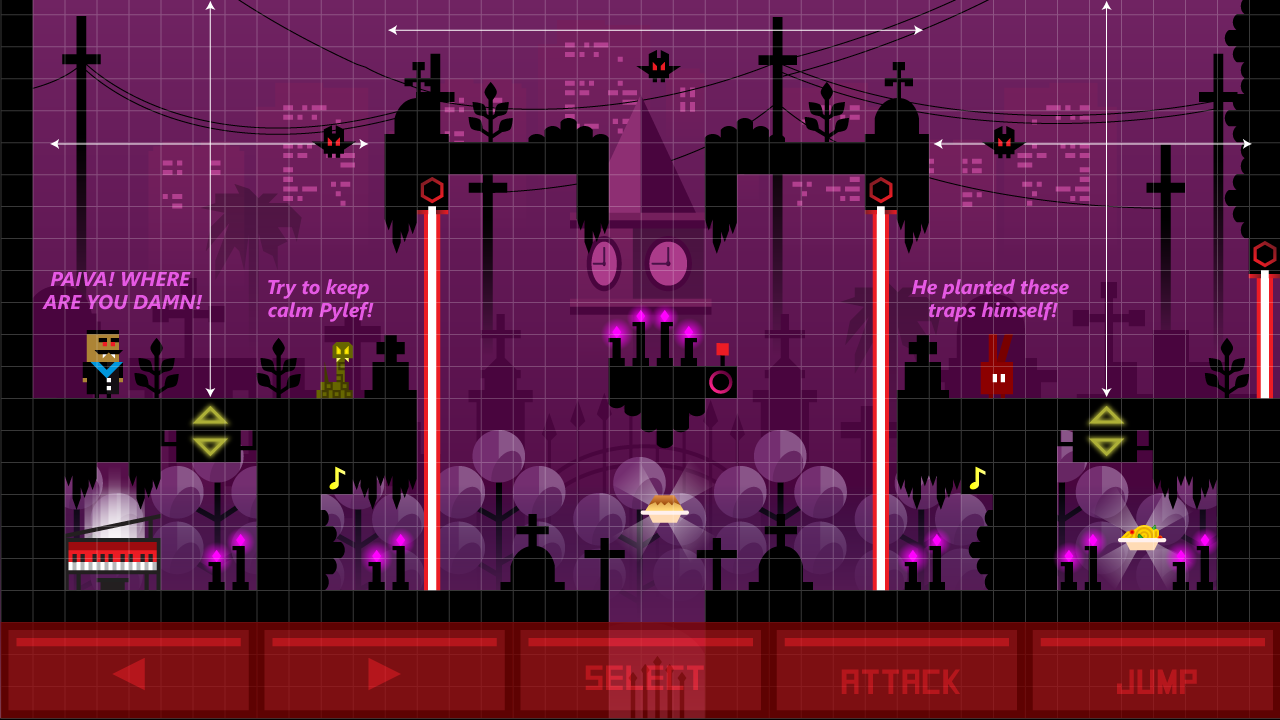 PAIVA! WHERE
ARE YOU DAMN!
Try to keep
calm Pylef!
He planted these
traps himself!
SELECT
ATTACK
JUMP